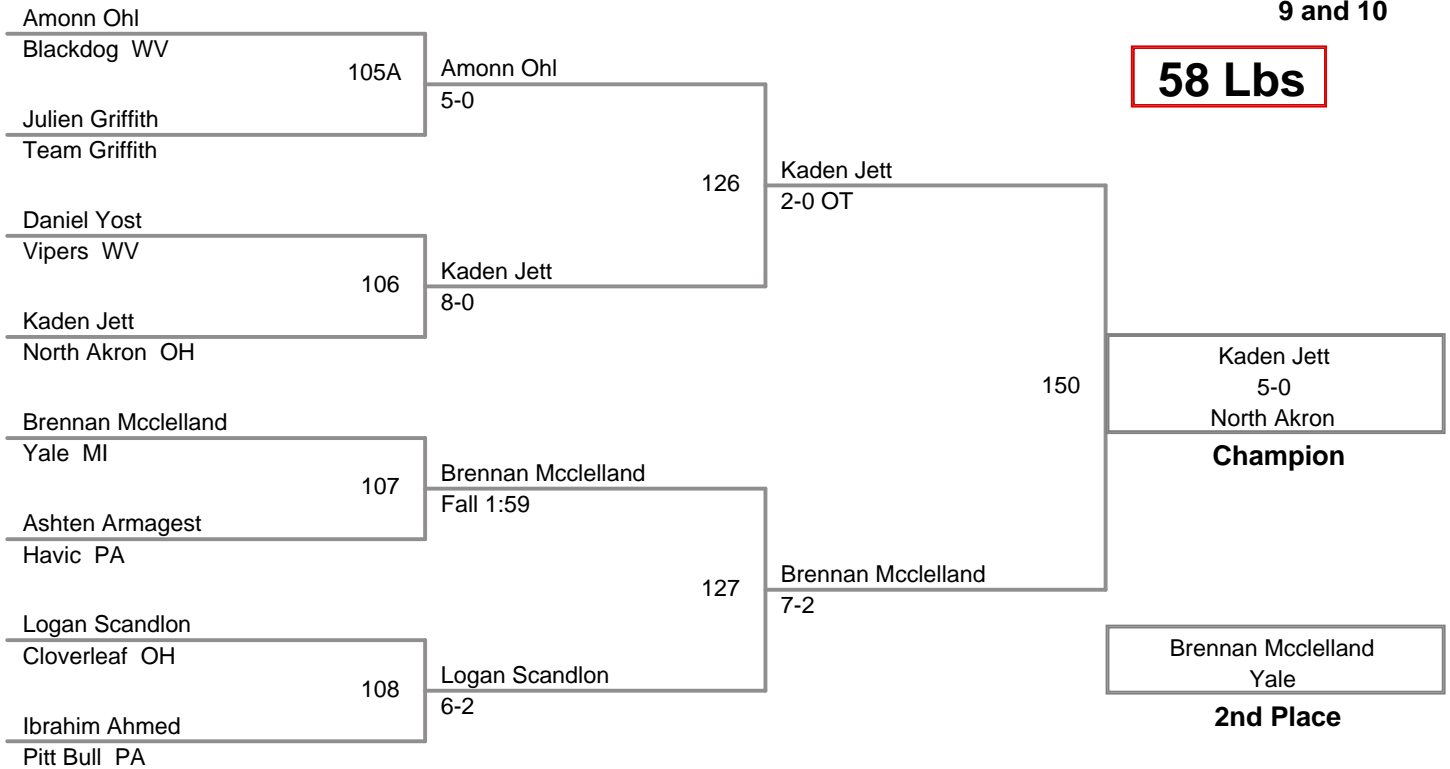 9 and 10
58 Lbs
Amonn Ohl
Blackdog WV
105A
Julien Griffith
Team Griffith
Daniel Yost
Vipers WV
106
Kaden Jett
North Akron OH
Brennan Mcclelland
Yale MI
107
Ashten Armagest
Havic PA
Logan Scandlon
Cloverleaf OH
108
Ibrahim Ahmed
Pitt Bull PA
Amonn Ohl
5-0
126
Kaden Jett
8-0
Brennan Mcclelland
Fall 1:59
127
Logan Scandlon
6-2
Kaden Jett
2-0 OT
150
Brennan Mcclelland
7-2
Kaden Jett
5-0
North Akron
Champion
Brennan Mcclelland
Yale
2nd Place